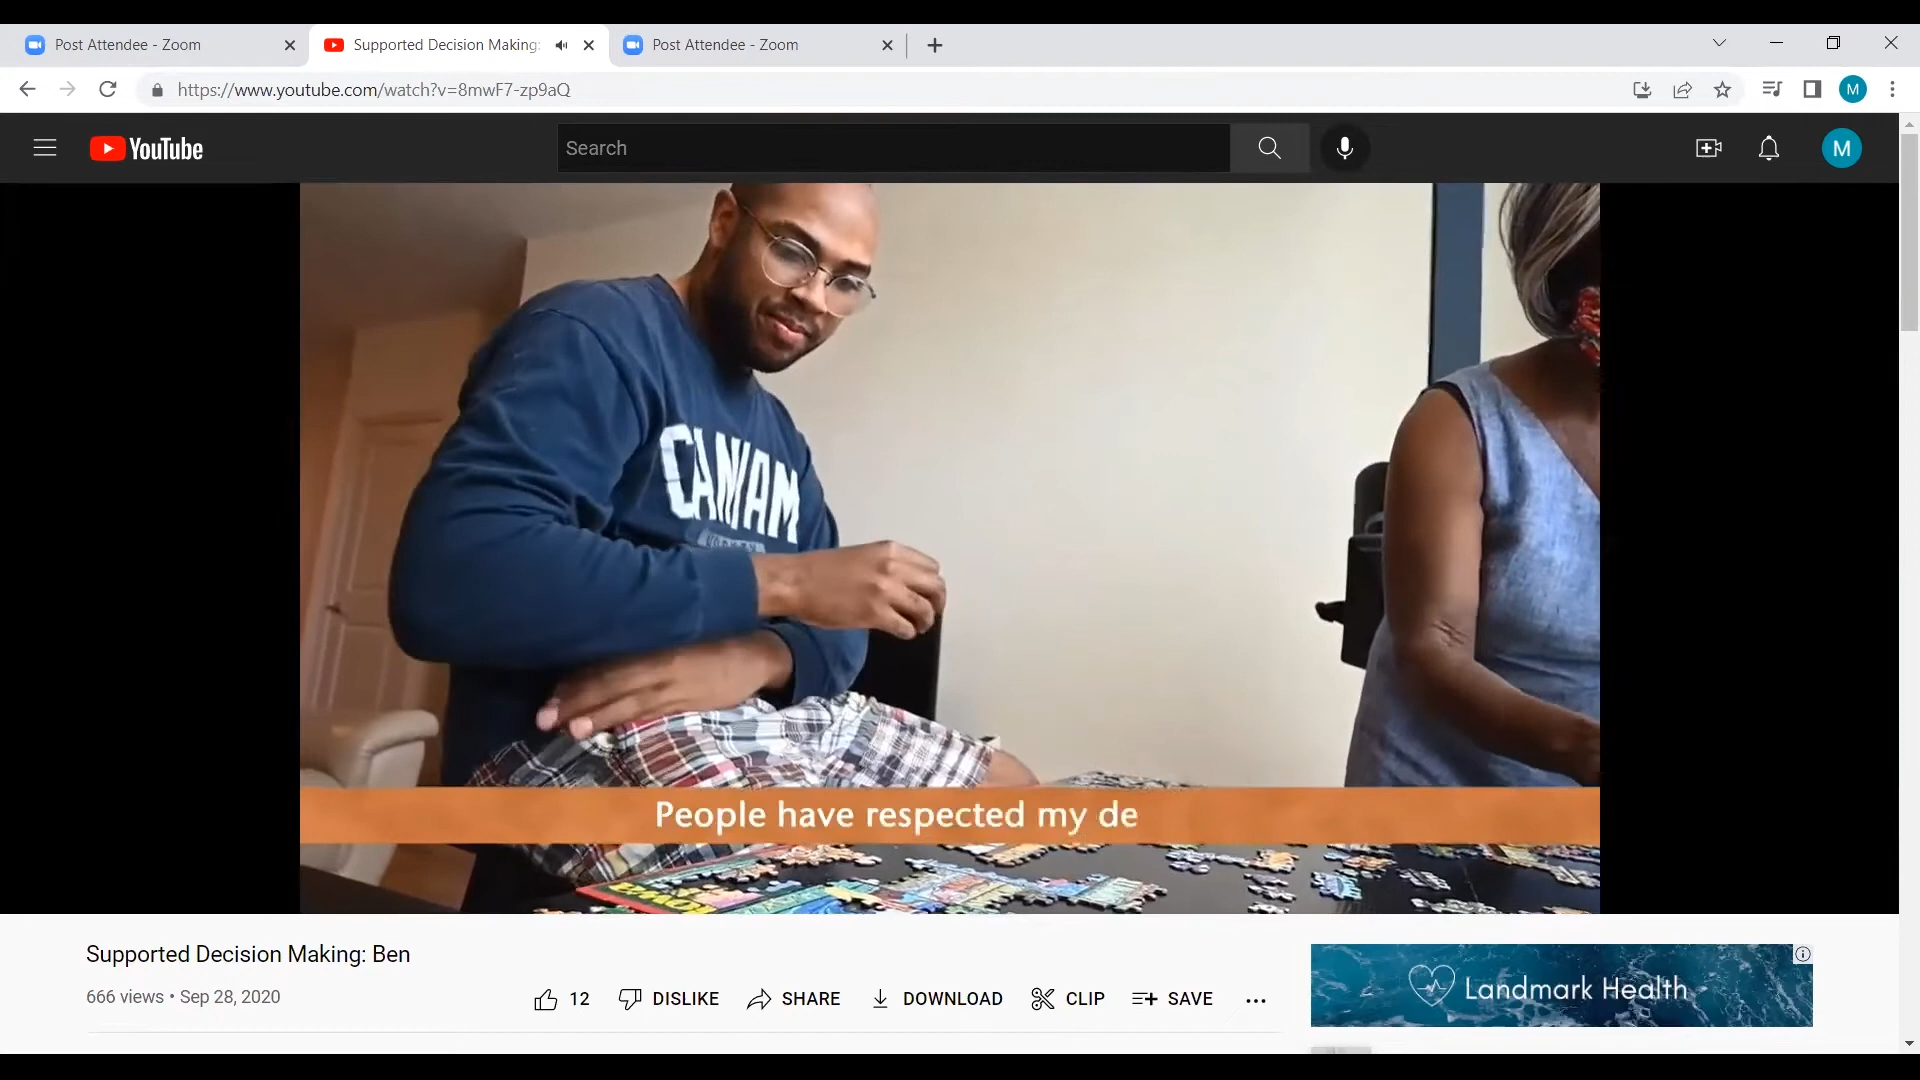 Post Attendee - Zoom
Supported Decision Making:
Post Attendee - Zoom
https://www.youtube.com/watch?v=8mwF7-zp9aQ
M
YouTube
Search
M
CAN/AM
People have respected my de
Supported Decision Making: Ben
666 views • Sep 28, 2020
12
DISLIKE
SHARE
DOWNLOAD
CLIP
SAVE
Landmark Health